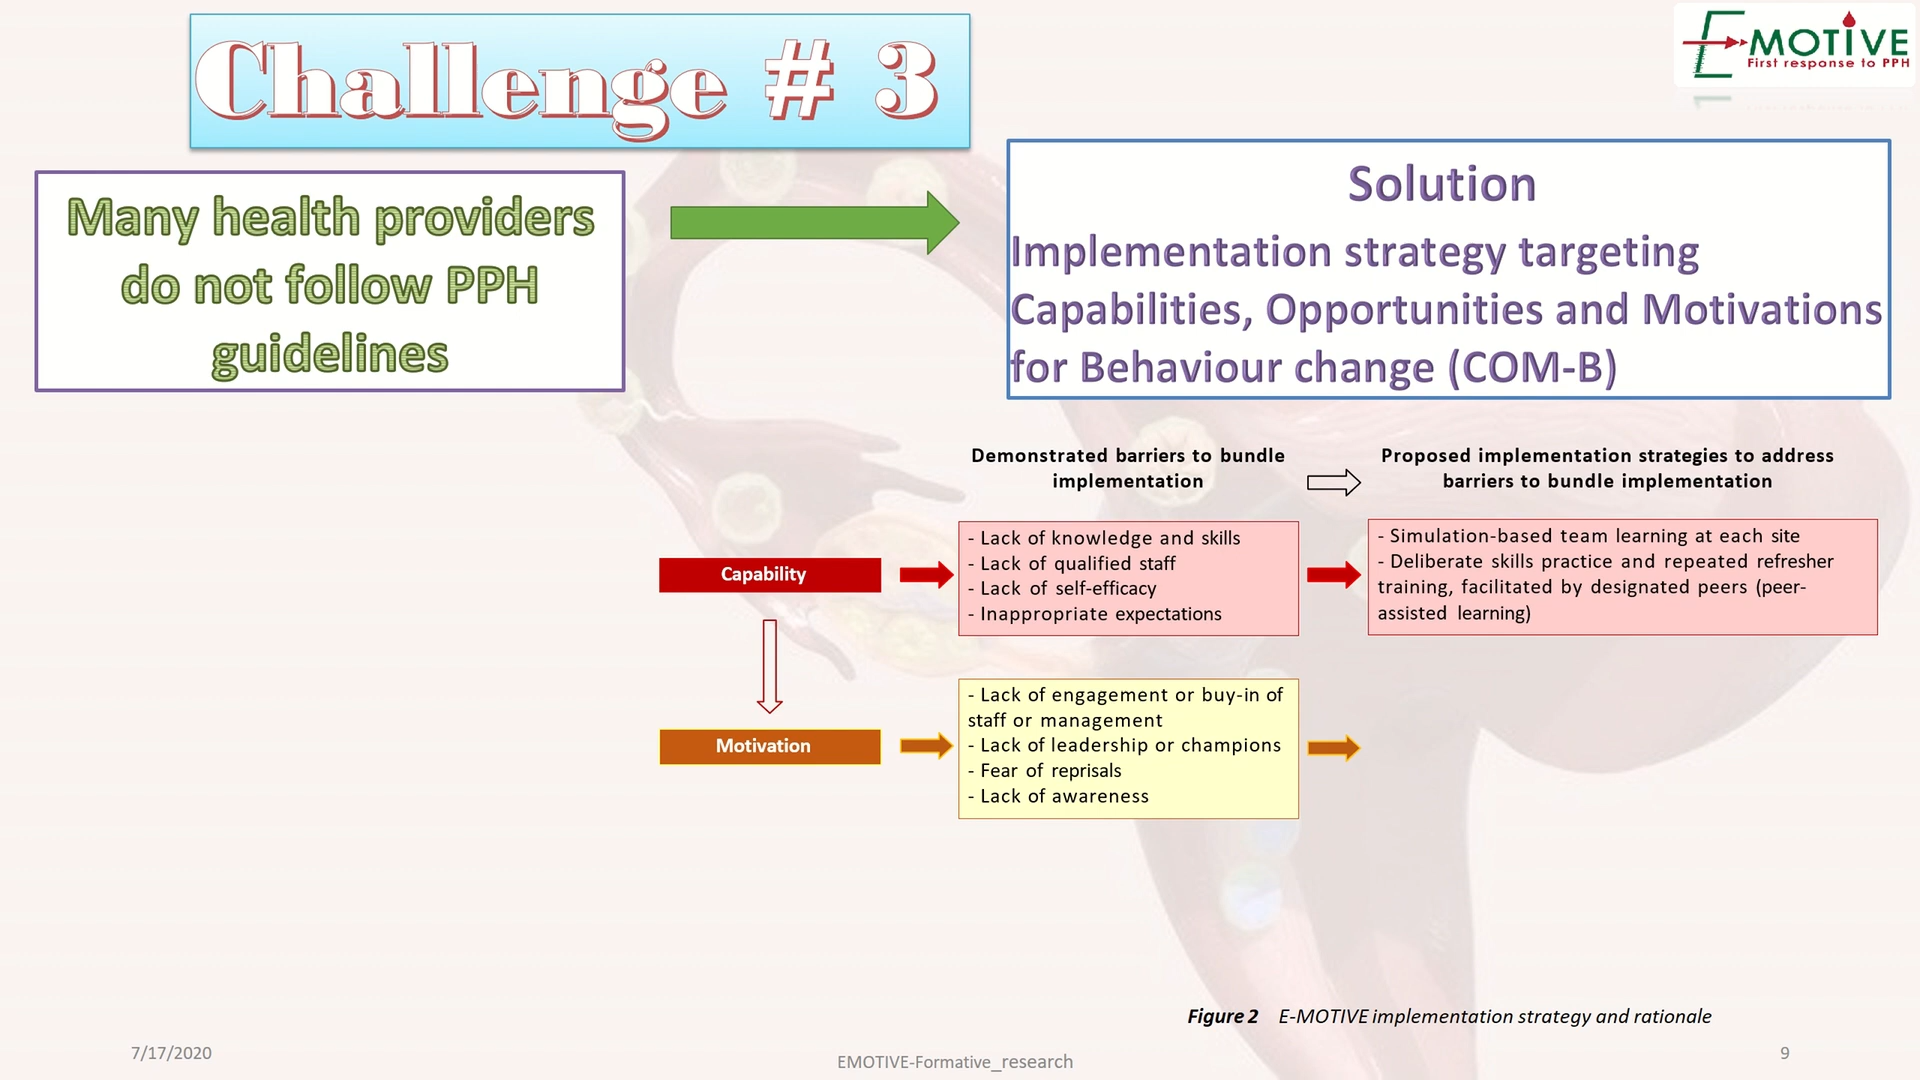 Challenge # 3
E-MOTIVE
First response to PPH
Many health providers
do not follow PPH
guidelines
Solution
Implementation strategy targeting
Capabilities, Opportunities and Motivations
for Behaviour change (COM-B)
Demonstrated barriers to bundle
implementation
Proposed implementation strategies to address
barriers to bundle implementation
Capability
- Lack of knowledge and skills
- Lack of qualified staff
- Lack of self-efficacy
- Inappropriate expectations
- Simulation-based team learning at each site
- Deliberate skills practice and repeated refresher
training, facilitated by designated peers (peer-
assisted learning)
Motivation
- Lack of engagement or buy-in of
staff or management
- Lack of leadership or champions
- Fear of reprisals
- Lack of awareness
Figure 2 E-MOTIVE implementation strategy and rationale
7/17/2020
EMOTIVE-Formative_research
9